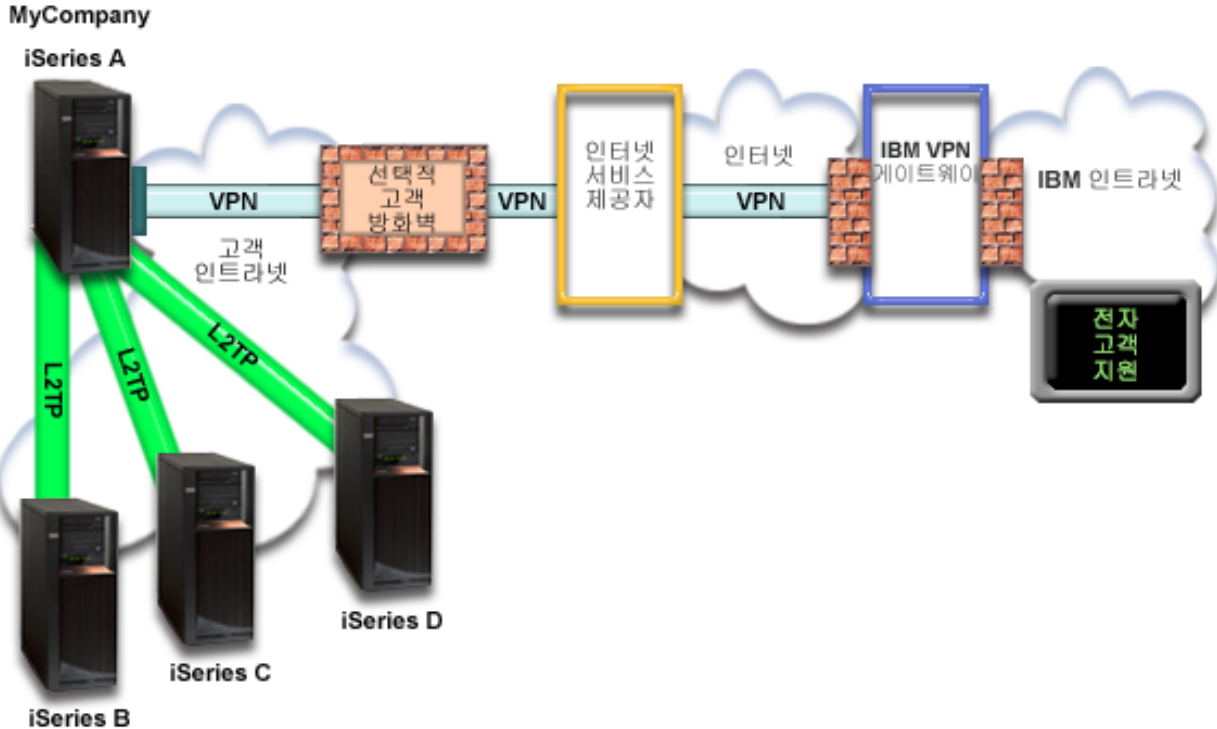 MyCompany
iSeries A
VPN
선택적
고객
방화벽
VPN
인터넷
서비스
제공자
인터넷
VPN
IBM VPN
게이트웨이
IBM 인트라넷
고객
인트라넷
전자
고객
지원
L2TP
L2TP
L2TP
iSeries D
iSeries C
iSeries B